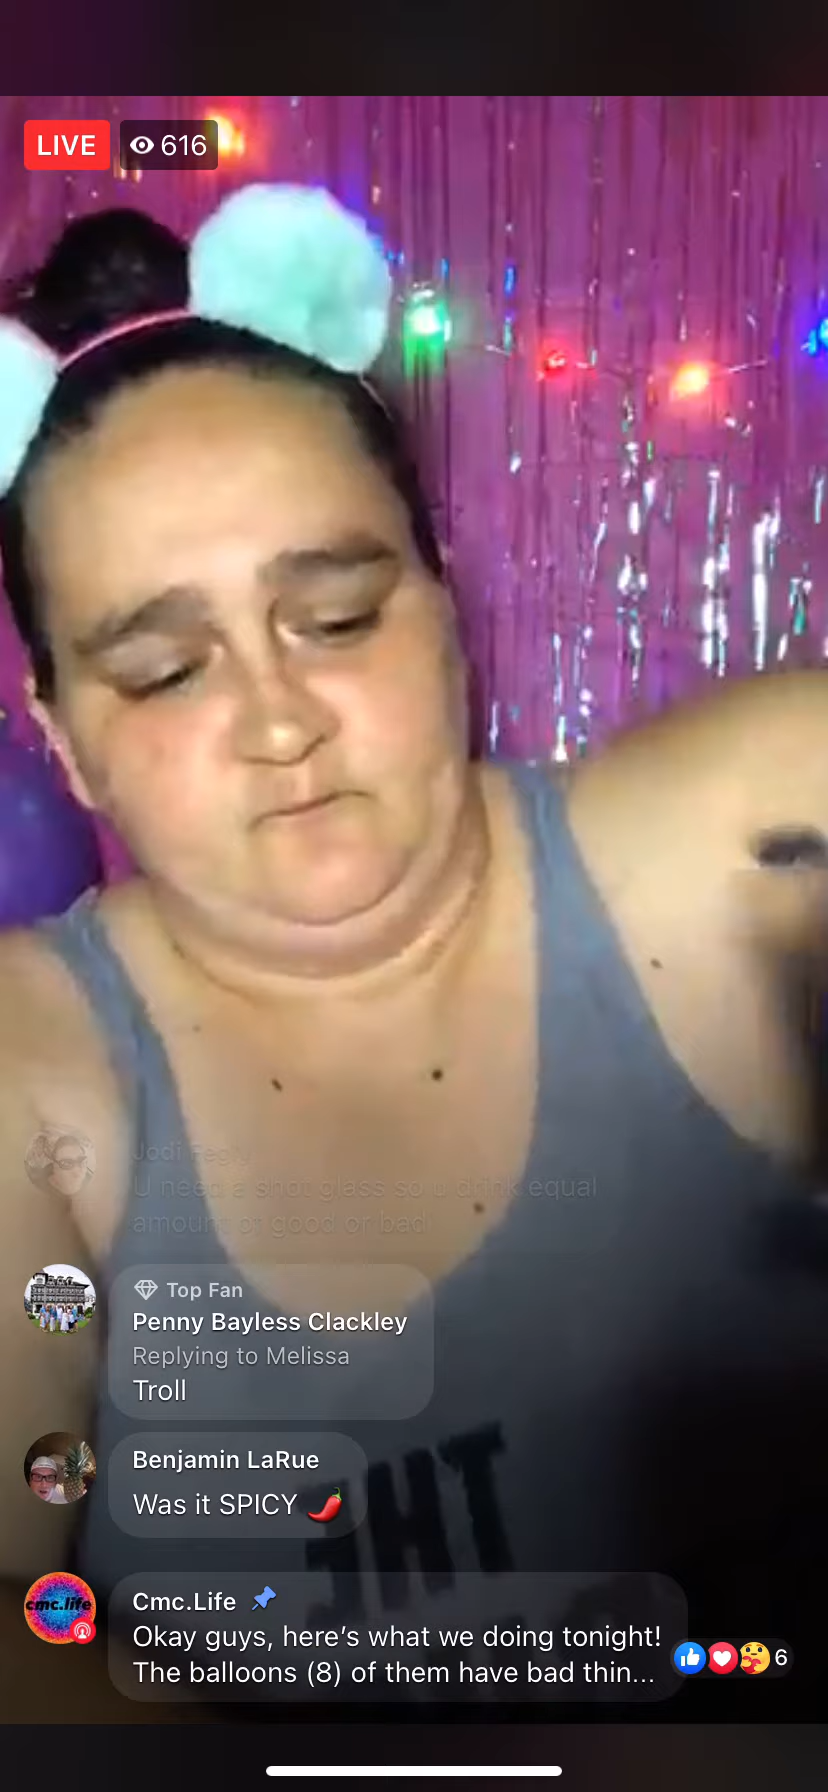 LIVE
616
Jodi
U need a shot glass so u drink equal
amount of good or bad
Top Fan
Penny Bayless Clackley
Replying to Melissa
Troll
Benjamin LaRue
Was it SPICY 🌶️
THE
cmc.life
Cmc.Life 📌
Okay guys, here's what we doing tonight!
The balloons (8) of them have bad thin...
6